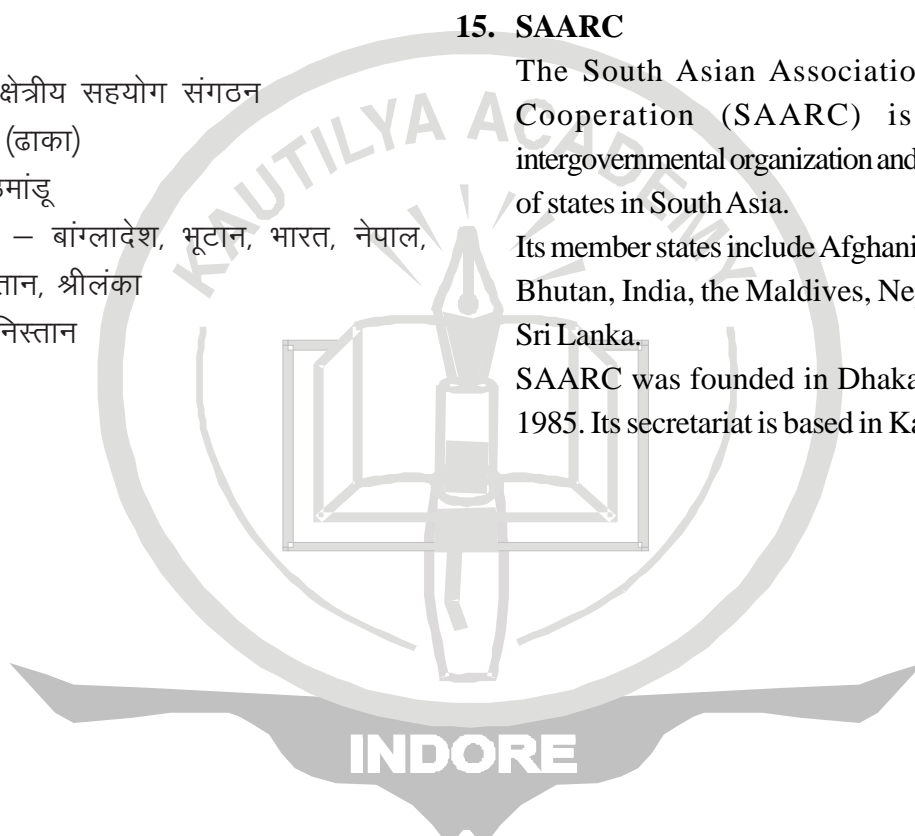 क्षेत्रीय सहयोग संगठन
(ढाका)
– बांग्लादेश, भूटान, भारत, नेपाल,
श्रीलंका
15. SAARC
The South Asian Associatio
Cooperation (SAARC) is
intergovernmental organization and
of states in South Asia.
Its member states include Afghani
Bhutan, India, the Maldives, Ne
Sri Lanka.
SAARC was founded in Dhaka
1985. Its secretariat is based in Ka
KAUTILYA ACADEMY
INDORE